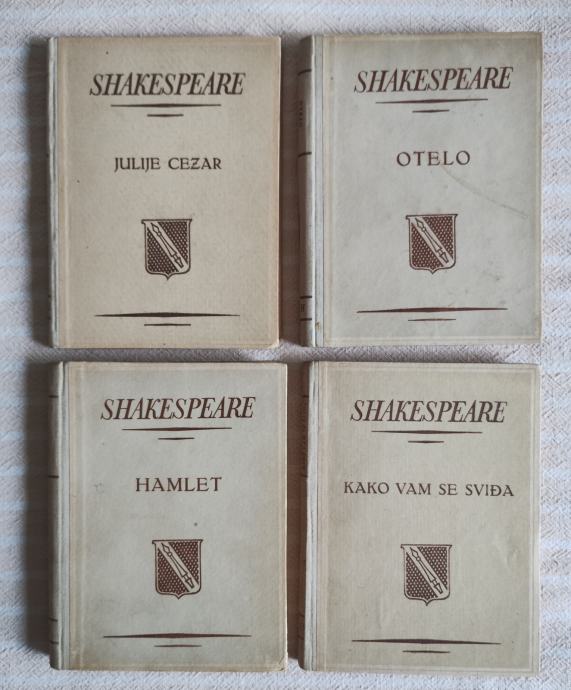 SHAKESPEARE
JULIJE CEZAR
SHAKESPEARE
OTELO
SHAKESPEARE
HAMLET
SHAKESPEARE
KAKO VAM SE SVIĐA